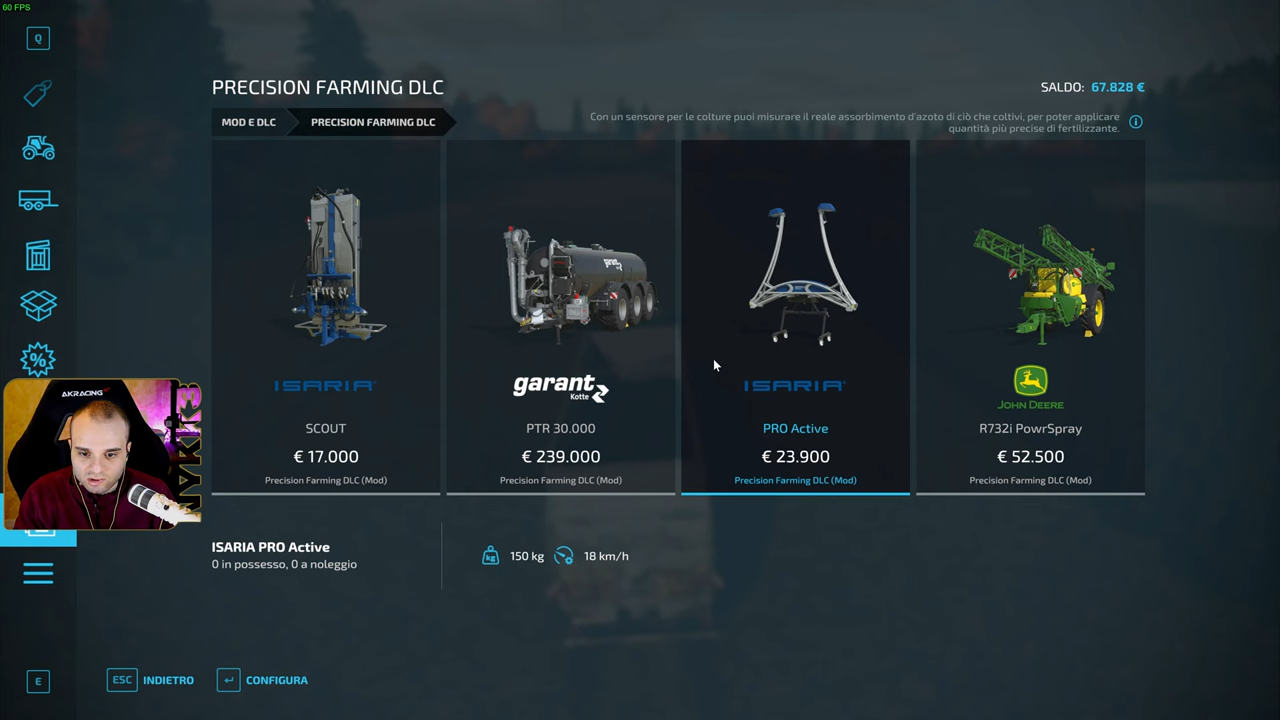 60 FPS
Q
PRECISION FARMING DLC
SALDO: 67.828 €
MOD E DLC
PRECISION FARMING DLC
Con un sensore per le colture puoi misurare il reale assorbimento d'azoto di ciò che coltivi, per poter applicare
quantità più precise di fertilizzante.
garant
ISARIA
garant
Kotte
ISARIA
JOHN DEERE
SCOUT
PTR 30.000
PRO Active
R732i PowrSpray
€ 17.000
€ 239.000
€ 23.900
€ 52.500
Precision Farming DLC (Mod)
Precision Farming DLC (Mod)
Precision Farming DLC (Mod)
Precision Farming DLC (Mod)
AKRACING
NYKK3
ISARIA PRO Active
0 in possesso, 0 a noleggio
kg 150 kg
18 km/h
E
ESC INDIETRO
CONFIGURA